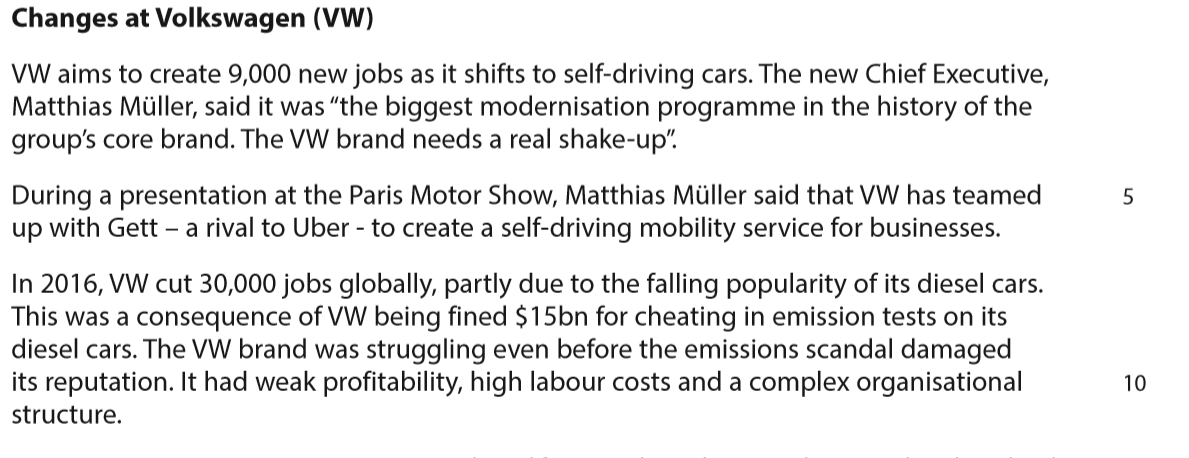 Changes at Volkswagen (VW)
VW aims to create 9,000 new jobs as it shifts to self-driving cars. The new Chief Executive,
Matthias Müller, said it was “the biggest modernisation programme in the history of the
group’s core brand. The VW brand needs a real shake-up”.
During a presentation at the Paris Motor Show, Matthias Müller said that VW has teamed 5
up with Gett – a rival to Uber - to create a self-driving mobility service for businesses.
In 2016, VW cut 30,000 jobs globally, partly due to the falling popularity of its diesel cars.
This was a consequence of VW being fined $15bn for cheating in emission tests on its
diesel cars. The VW brand was struggling even before the emissions scandal damaged
its reputation. It had weak profitability, high labour costs and a complex organisational 10
structure.